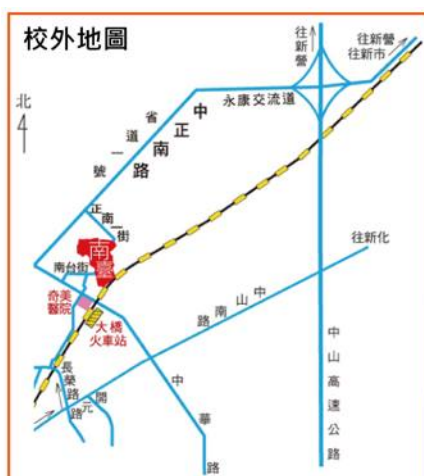 校外地圖
往新營
往新營
往新市
永康交流道
北
中正南路
省道一號
正南一街
南臺
南台街
奇美
醫院
大橋
火車站
往新化
中山南路
中山高速公路
長榮路
開元路
中華路